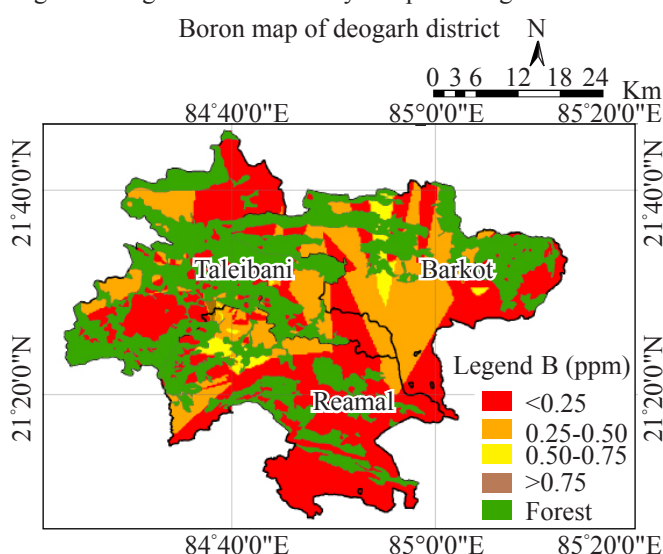 Boron map of deogarh district
N
0 3 6 12 18 24 Km
84°40'0"E 85°0'0"E 85°20'0"E
21°40'0"N 21°40'0"N
Taleibani Barkot
Legend B (ppm)
21°20'0"N 21°20'0"N
Reamal
<0.25
0.25-0.50
0.50-0.75
>0.75
Forest
84°40'0"E 85°0'0"E 85°20'0"E